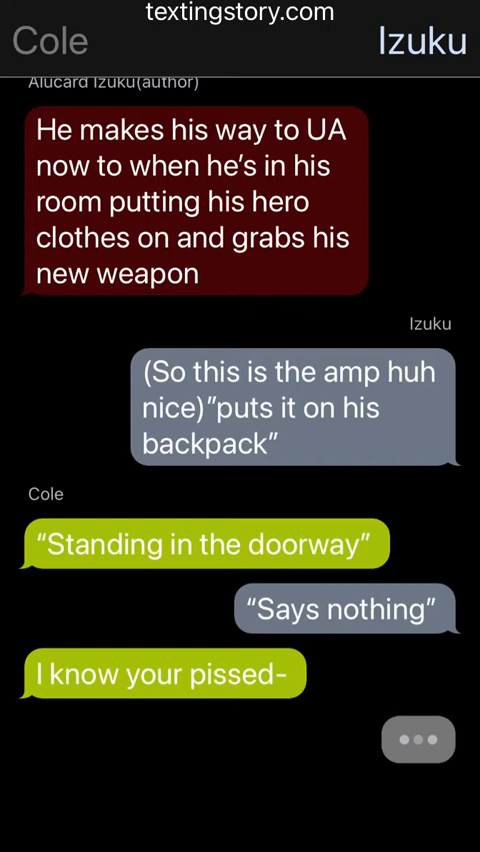 textingstory.com
Cole
Izuku
Alucard Izuku(author)
He makes his way to UA
now to when he's in his
room putting his hero
clothes on and grabs his
new weapon
Izuku
(So this is the amp huh
nice)”puts it on his
backpack”
Cole
“Standing in the doorway”
“Says nothing”
I know your pissed-